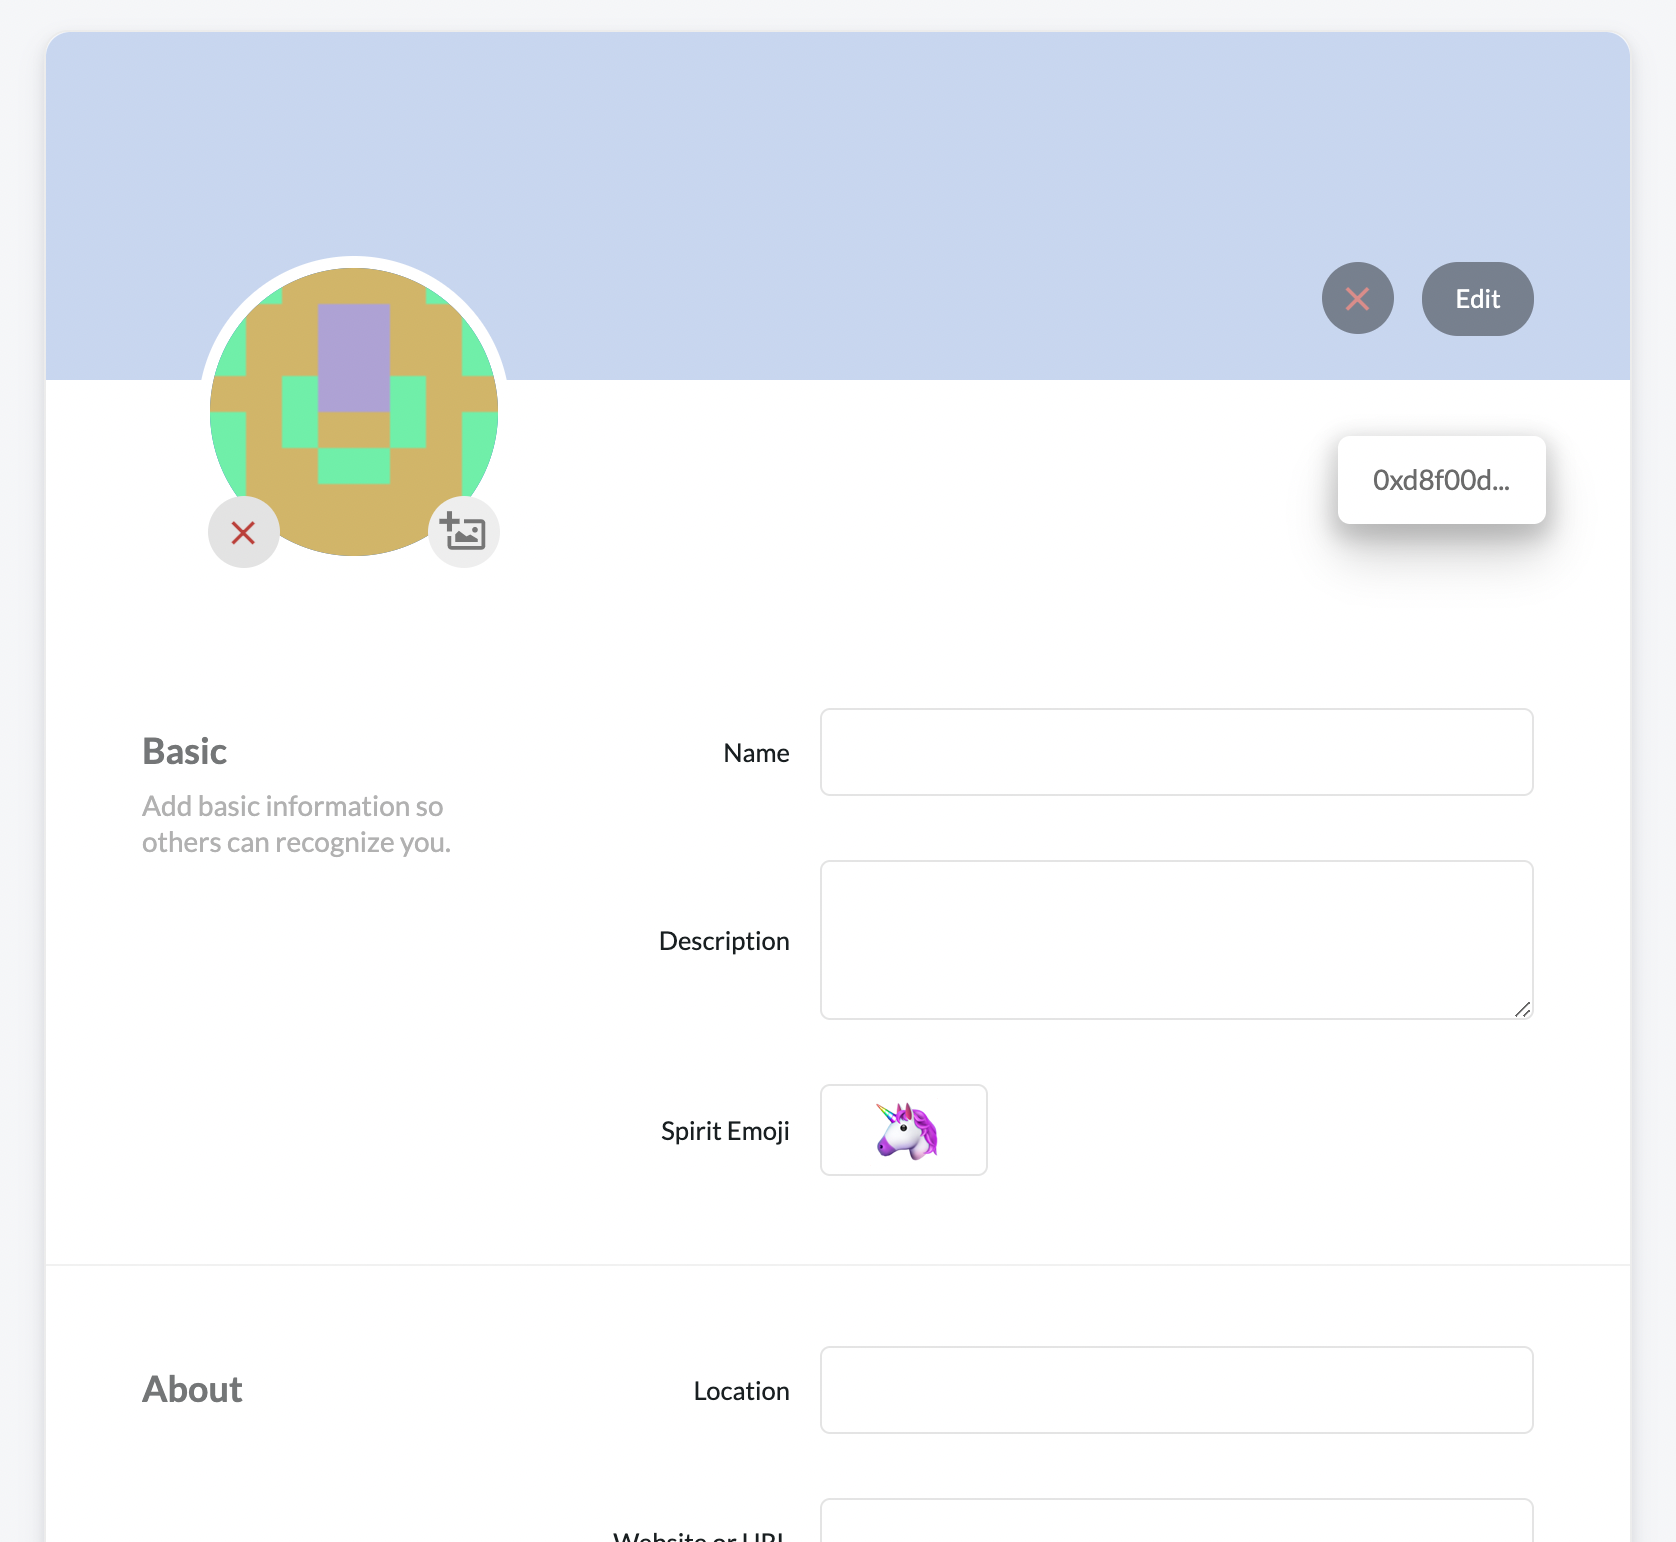 Edit
0xd8f00d...
Basic
Add basic information so
others can recognize you.
Name
Description
Spirit Emoji
About
Location
Website or URL